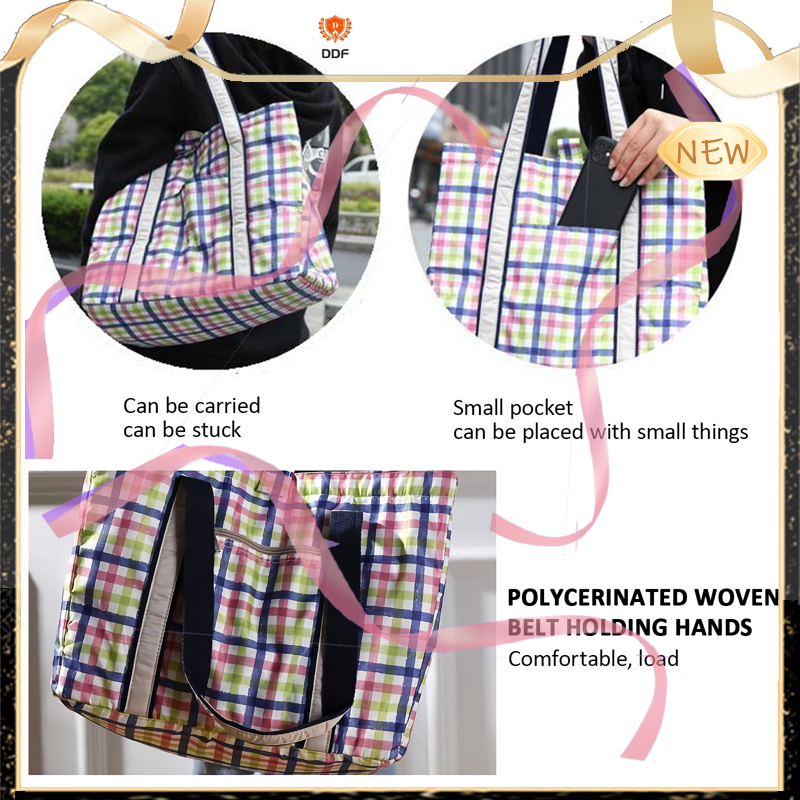 DDF
NEW
Can be carried
can be stuck
Small pocket
can be placed with small things
POLYCERINATED WOVEN
BELT HOLDING HANDS
Comfortable, load